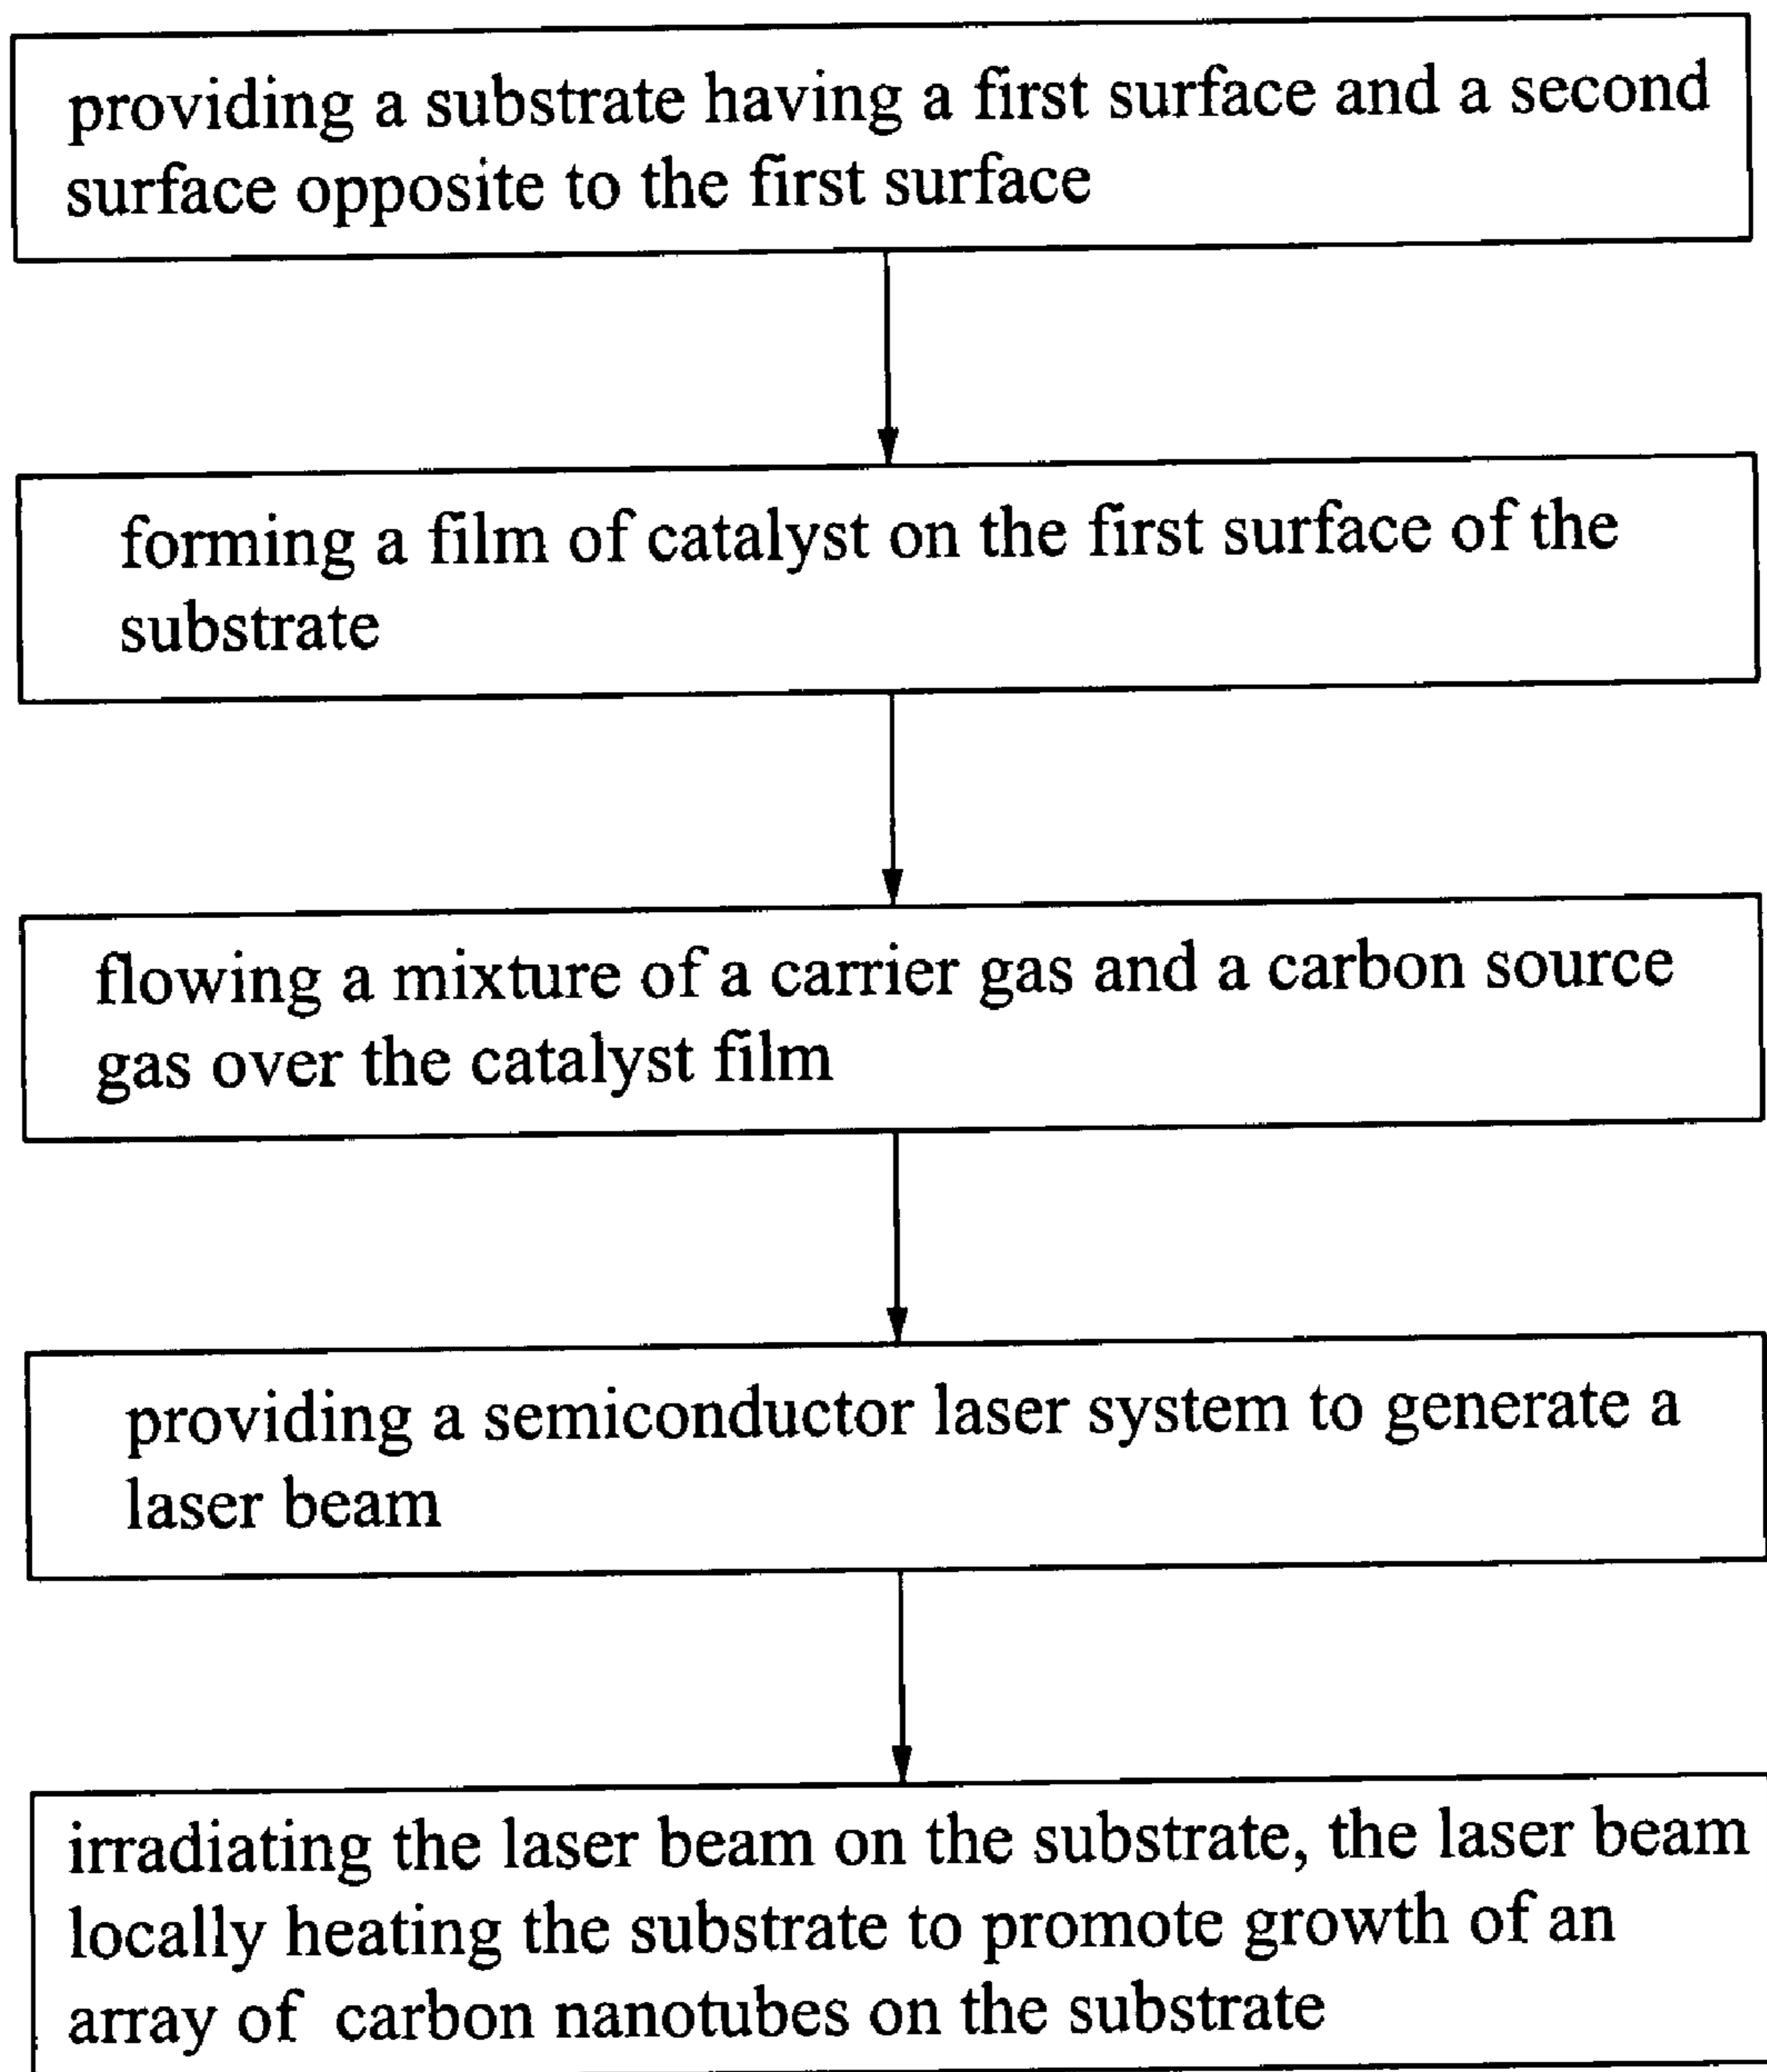 providing a substrate having a first surface and a second
surface opposite to the first surface
forming a film of catalyst on the first surface of the
substrate
flowing a mixture of a carrier gas and a carbon source
gas over the catalyst film
providing a semiconductor laser system to generate a
laser beam
irradiating the laser beam on the substrate, the laser beam
locally heating the substrate to promote growth of an
array of carbon nanotubes on the substrate